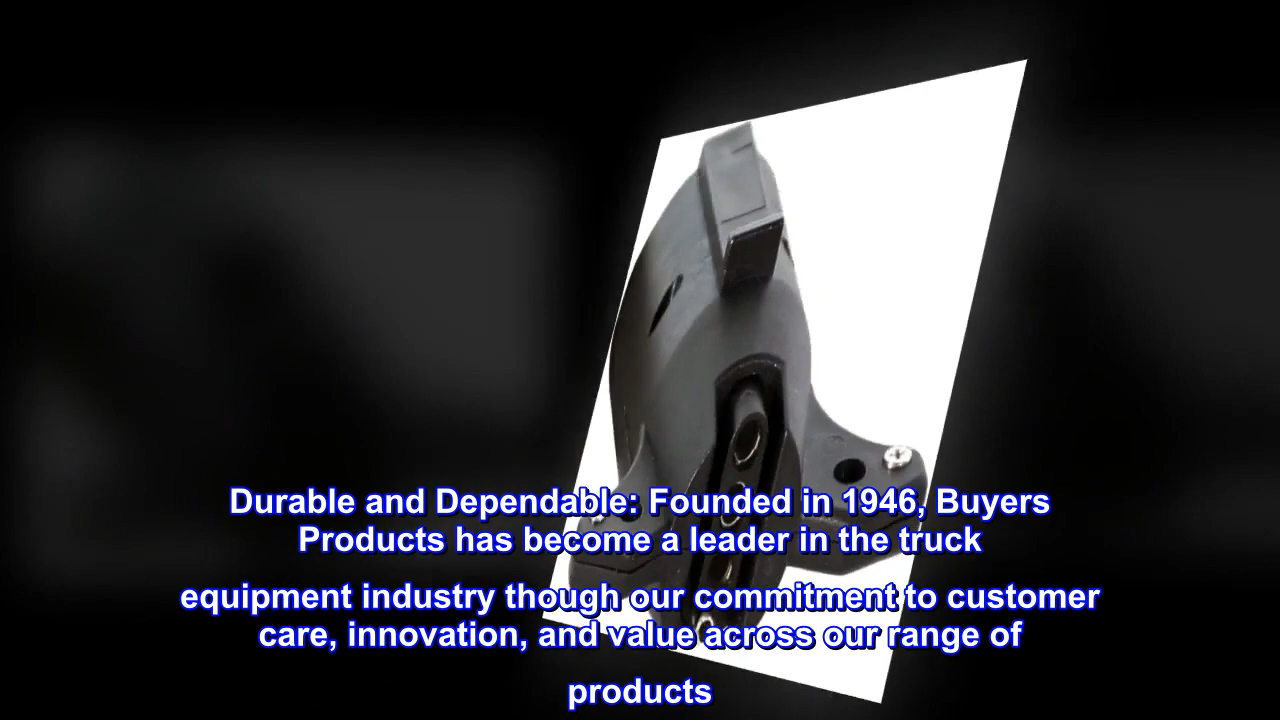 Durable and Dependable: Founded in 1946, Buyers
Products has become a leader in the truck
equipment industry though our commitment to customer
care, innovation, and value across our range of
products